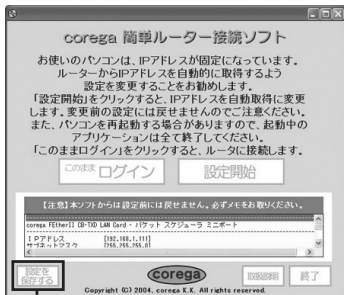 corega 簡単ルーター接続ソフト
お使いのパソコンは、IPアドレスが固定になっています。
ルーターからIPアドレスを自動的に取得するよう
設定を変更することをお勧めします。
「設定開始」をクリックすると、IPアドレスを自動取得に変更
します。変更前の設定には戻せませんのでご注意ください。
また、パソコンを再起動する場合がありますので、起動中の
アプリケーションは全て終了してください。
「このままログイン」をクリックすると、ルータに接続します。
このまま ログイン 設定開始
【注意】本ソフトからは設定前には戻せません。必ずメモをお取りください。
corega FEtherII CB-TXD LAN Card - パケット スケジューラ ミニポート
IPアドレス [192.168.1.111]
サブネットマスク [255.255.255.0]
設定を
保存する
corega
取扱説明 終了
Copyright (C) 2004, corega K.K. All rights reserved.